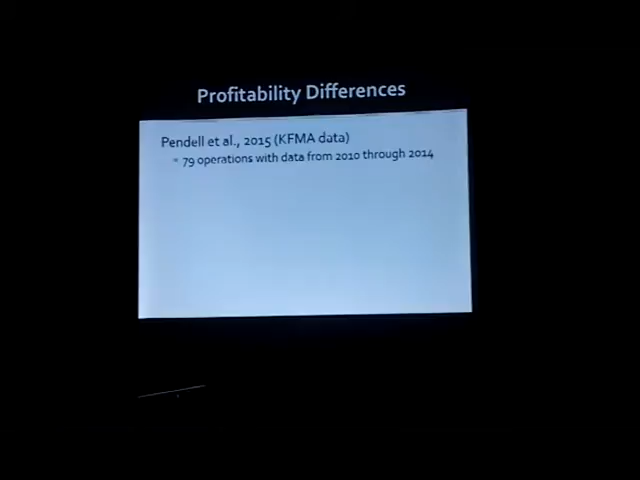 Profitability Differences
Pendell et al., 2015 (KFMA data)
79 operations with data from 2010 through 2014